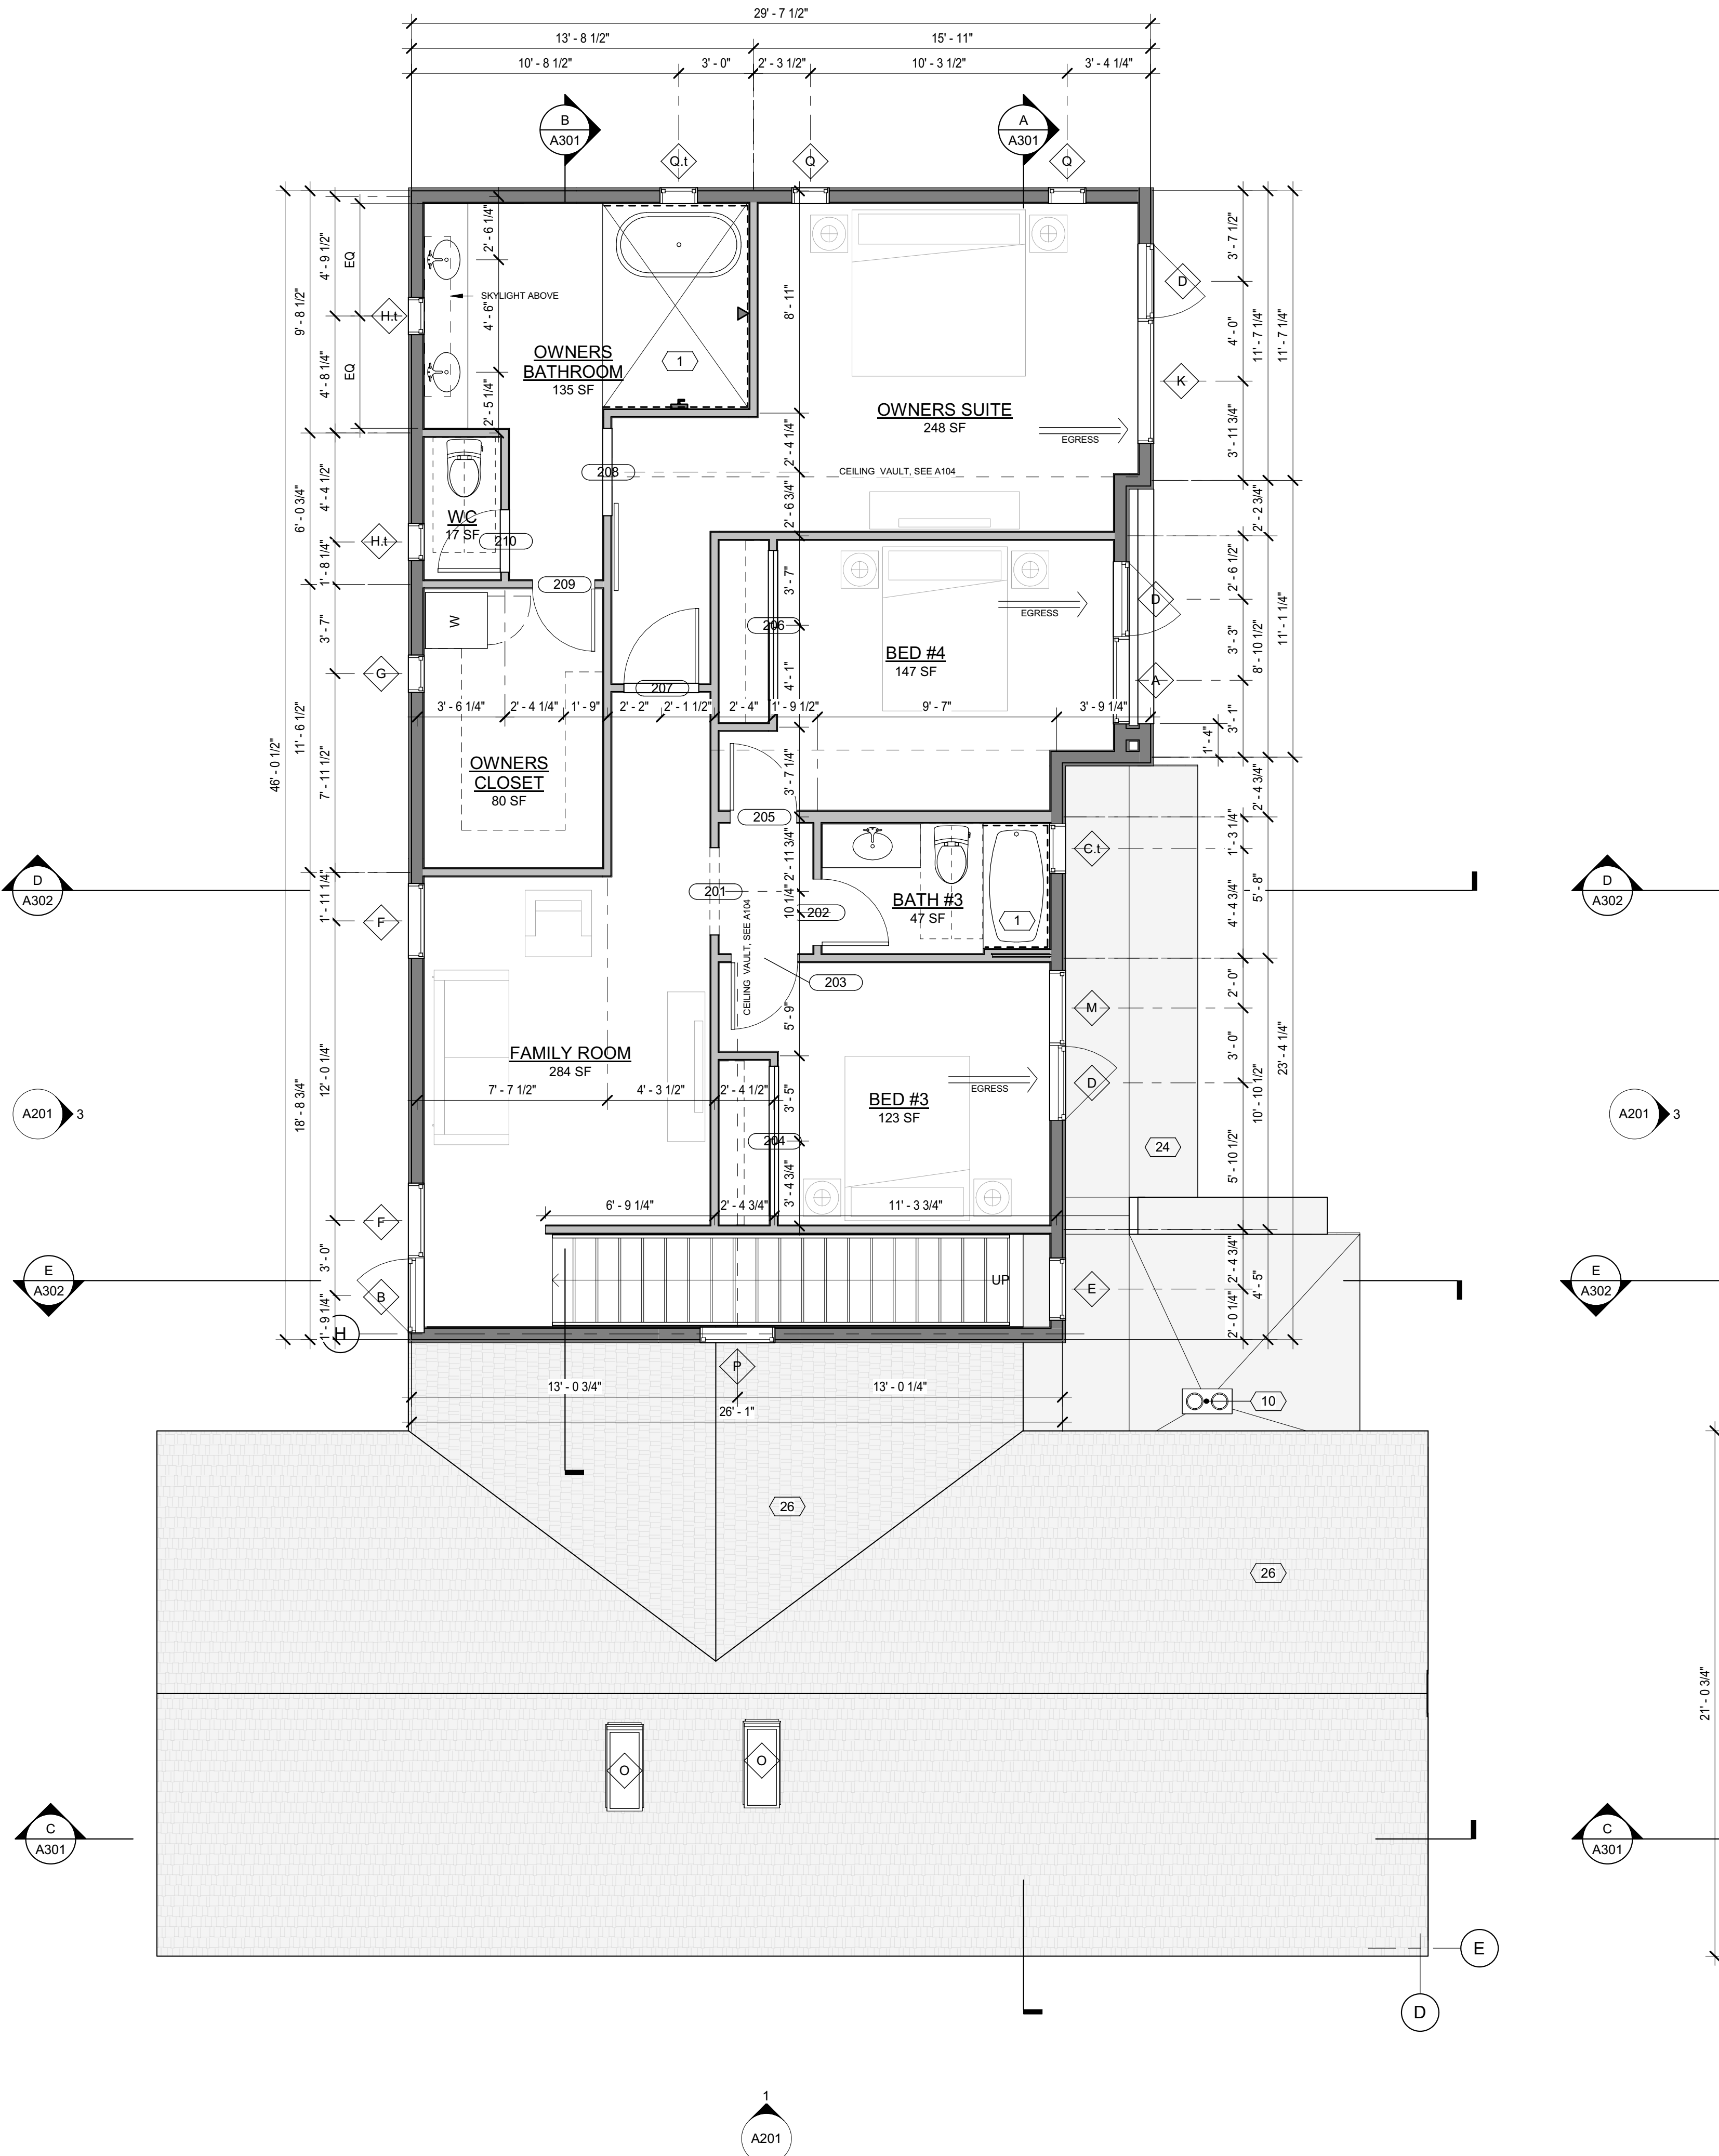 29' - 7 1/2"
13' - 8 1/2"
15' - 11"
10' - 8 1/2"
3' - 0"
2' - 3 1/2"
10' - 3 1/2"
3' - 4 1/4"
B
A301
A
A301
Q.t
Q
Q
46' - 0 1/2"
9' - 8 1/2"
6' - 0 3/4"
11' - 6 1/2"
18' - 8 3/4"
4' - 9 1/2"
4' - 8 1/4"
4' - 4 1/2"
1' - 8 1/4"
3' - 7"
7' - 11 1/2"
1' - 11 1/4"
12' - 0 1/4"
3' - 0"
1' - 9 1/4"
EQ
EQ
H.t
H.t
G
F
F
B
H
2' - 6 1/4"
4' - 6"
2' - 5 1/4"
SKYLIGHT ABOVE
OWNERS
BATHROOM
135 SF
1
8' - 11"
2' - 4 1/4"
2' - 6 3/4"
OWNERS SUITE
248 SF
EGRESS
CEILING VAULT, SEE A104
208
WC
17 SF
210
209
W
207
3' - 6 1/4"
2' - 4 1/4"
1' - 9"
2' - 2"
2' - 1 1/2"
2' - 4"
1' - 9 1/2"
9' - 7"
3' - 9 1/4"
OWNERS
CLOSET
80 SF
3' - 7"
206
4' - 1"
3' - 7 1/4"
BED #4
147 SF
EGRESS
205
2' - 11 3/4"
10 1/4"
201
202
BATH #3
47 SF
1
203
CEILING VAULT, SEE A104
5' - 9"
3' - 5"
204
3' - 4 3/4"
FAMILY ROOM
284 SF
7' - 7 1/2"
4' - 3 1/2"
2' - 4 1/2"
BED #3
123 SF
EGRESS
6' - 9 1/4"
2' - 4 3/4"
11' - 3 3/4"
UP
D
K
D
A
C.t
M
D
E
3' - 7 1/2"
4' - 0"
3' - 11 3/4"
2' - 2 3/4"
2' - 6 1/2"
3' - 3"
3' - 1"
1' - 4"
2' - 4 3/4"
1' - 3 1/4"
4' - 4 3/4"
2' - 0"
3' - 0"
5' - 10 1/2"
2' - 4 3/4"
2' - 0 1/4"
11' - 7 1/4"
8' - 10 1/2"
5' - 8"
10' - 10 1/2"
4' - 5"
11' - 7 1/4"
11' - 1 1/4"
23' - 4 1/4"
D
A302
D
A302
A201
3
A201
3
E
A302
E
A302
24
10
P
13' - 0 3/4"
13' - 0 1/4"
26' - 1"
26
26
21' - 0 3/4"
O
O
C
A301
C
A301
E
D
1
A201